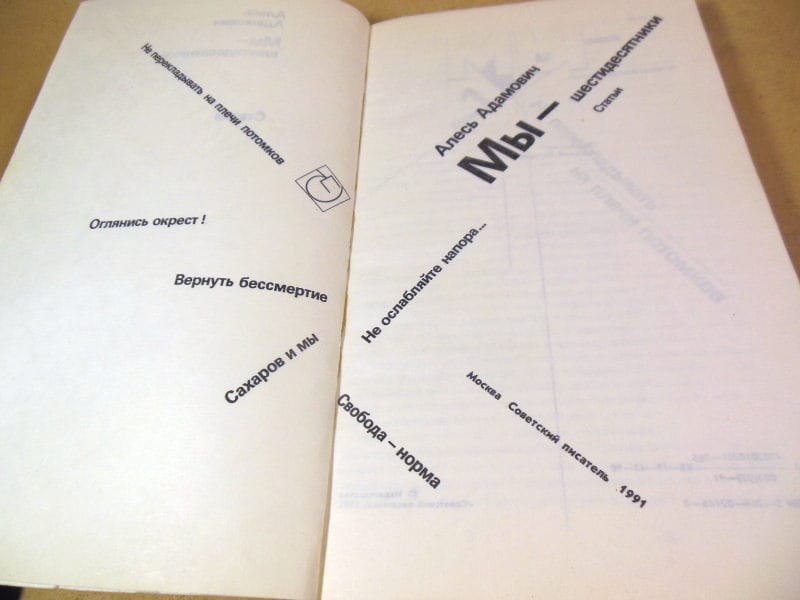 Не перекладывать на плечи потомков
Оглянись окрест!
Вернуть бессмертие
Сахаров и мы
Алесь Адамович
Мы –
шестидесятники
Статьи
Не ослабляйте напора...
Свобода – норма
Москва Советский писатель 1991